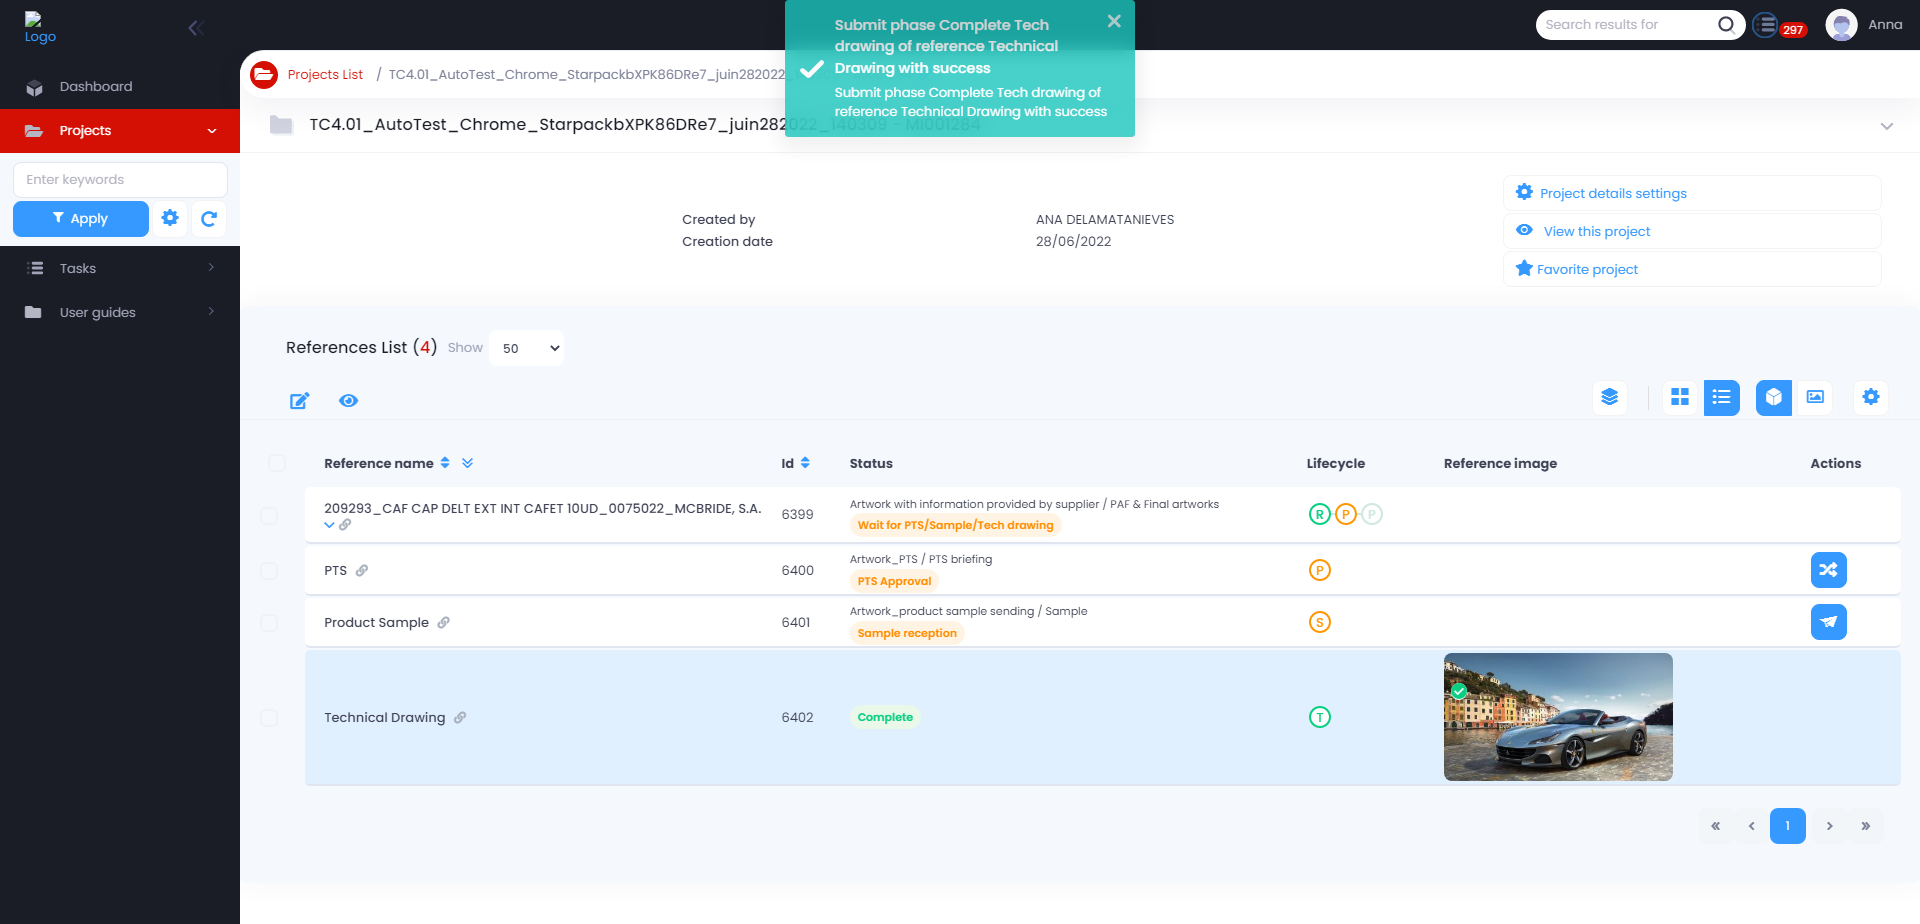 Logo
Search results for
297
Anna
Submit phase Complete Tech
drawing of reference Technical
Drawing with success
Submit phase Complete Tech drawing of
reference Technical Drawing with success
Dashboard
Projects
Enter keywords
Apply
Tasks
User guides
Projects List / TC4.01_AutoTest_Chrome_StarpackbXPK86DRe7_juin282022_
TC4.01_AutoTest_Chrome_StarpackbXPK86DRe7_juin282022_140309 - MI001284
Created by ANA DELAMATANIEVES
Creation date 28/06/2022
Project details settings
View this project
Favorite project
References List (4) Show 50
Reference name Id Status Lifecycle Reference image Actions
209293_CAF CAP DELT EXT INT CAFET 10UD_0075022_MCBRIDE, S.A. 6399 Artwork with information provided by supplier / PAF & Final artworks R P P
Wait for PTS/Sample/Tech drawing
PTS 6400 Artwork_PTS / PTS briefing P
PTS Approval
Product Sample 6401 Artwork_product sample sending / Sample S
Sample reception
Technical Drawing 6402 Complete T
« ‹ 1 › »